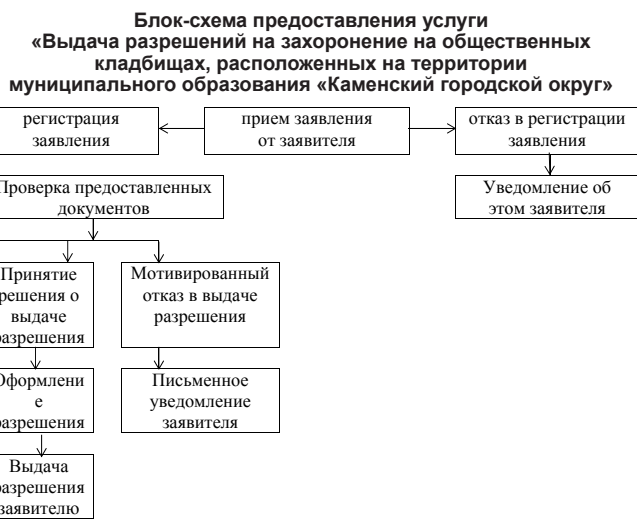 Блок-схема предоставления услуги
«Выдача разрешений на захоронение на общественных
кладбищах, расположенных на территории
муниципального образования «Каменский городской округ»
регистрация
заявления
прием заявления
от заявителя
отказ в регистрации
заявления
Проверка предоставленных
документов
Уведомление об
этом заявителя
Принятие
решения о
выдаче
разрешения
Мотивированный
отказ в выдаче
разрешения
Оформлени
е
разрешения
Письменное
уведомление
заявителя
Выдача
разрешения
заявителю